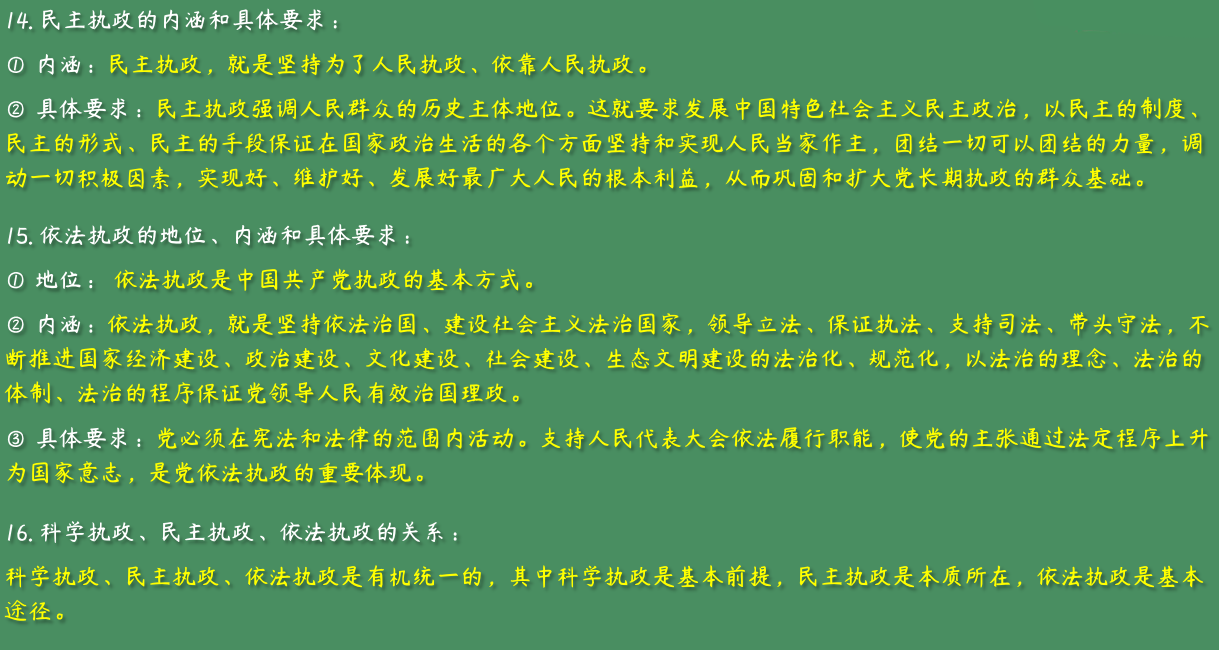 14. 民主执政的内涵和具体要求：
① 内涵：民主执政，就是坚持为了人民执政、依靠人民执政。
② 具体要求：民主执政强调人民群众的历史主体地位。这就要求发展中国特色社会主义民主政治，以民主的制度、
民主的形式、民主的手段保证在国家政治生活的各个方面坚持和实现人民当家作主，团结一切可以团结的力量，调
动一切积极因素，实现好、维护好、发展好最广大人民的根本利益，从而巩固和扩大党长期执政的群众基础。
15. 依法执政的地位、内涵和具体要求：
① 地位： 依法执政是中国共产党执政的基本方式。
② 内涵：依法执政，就是坚持依法治国、建设社会主义法治国家，领导立法、保证执法、支持司法、带头守法，不
断推进国家经济建设、政治建设、文化建设、社会建设、生态文明建设的法治化、规范化，以法治的理念、法治的
体制、法治的程序保证党领导人民有效治国理政。
③ 具体要求：党必须在宪法和法律的范围内活动。支持人民代表大会依法履行职能，使党的主张通过法定程序上升
为国家意志，是党依法执政的重要体现。
16. 科学执政、民主执政、依法执政的关系：
科学执政、民主执政、依法执政是有机统一的，其中科学执政是基本前提，民主执政是本质所在，依法执政是基本
途径。